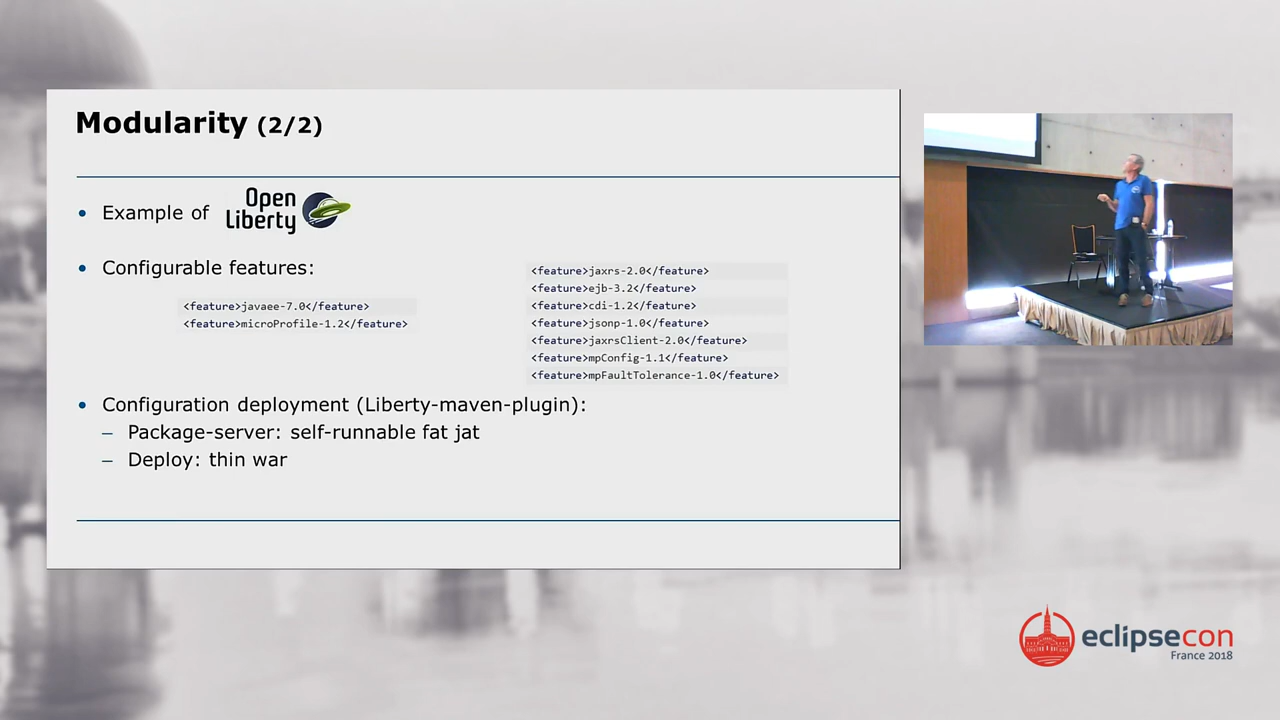 Modularity (2/2)
Example of
Open
Liberty
Configurable features:
<feature>javaee-7.0</feature>
<feature>microProfile-1.2</feature>
<feature>jaxrs-2.0</feature>
<feature>ejb-3.2</feature>
<feature>cdi-1.2</feature>
<feature>jsonp-1.0</feature>
<feature>jaxrsClient-2.0</feature>
<feature>mpConfig-1.1</feature>
<feature>mpFaultTolerance-1.0</feature>
Configuration deployment (Liberty-maven-plugin):
Package-server: self-runnable fat jat
Deploy: thin war
eclipsecon
France 2018